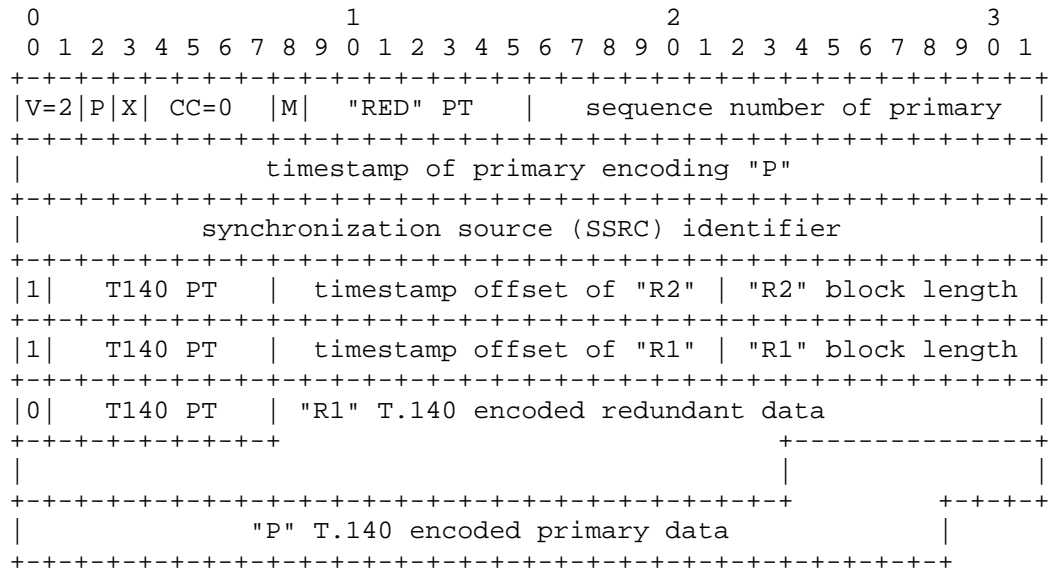 0                   1                   2                   3
 0 1 2 3 4 5 6 7 8 9 0 1 2 3 4 5 6 7 8 9 0 1 2 3 4 5 6 7 8 9 0 1
+-+-+-+-+-+-+-+-+-+-+-+-+-+-+-+-+-+-+-+-+-+-+-+-+-+-+-+-+-+-+-+-+
|V=2|P|X| CC=0  |M|  "RED" PT   |   sequence number of primary  |
+-+-+-+-+-+-+-+-+-+-+-+-+-+-+-+-+-+-+-+-+-+-+-+-+-+-+-+-+-+-+-+-+
|               timestamp of primary encoding "P"               |
+-+-+-+-+-+-+-+-+-+-+-+-+-+-+-+-+-+-+-+-+-+-+-+-+-+-+-+-+-+-+-+-+
|           synchronization source (SSRC) identifier            |
+-+-+-+-+-+-+-+-+-+-+-+-+-+-+-+-+-+-+-+-+-+-+-+-+-+-+-+-+-+-+-+-+
|1|   T140 PT   |  timestamp offset of "R2" | "R2" block length |
+-+-+-+-+-+-+-+-+-+-+-+-+-+-+-+-+-+-+-+-+-+-+-+-+-+-+-+-+-+-+-+-+
|1|   T140 PT   |  timestamp offset of "R1" | "R1" block length |
+-+-+-+-+-+-+-+-+-+-+-+-+-+-+-+-+-+-+-+-+-+-+-+-+-+-+-+-+-+-+-+-+
|0|   T140 PT   | "R1" T.140 encoded redundant data             |
+-+-+-+-+-+-+-+-+                               +---------------+
|                                               |               |
+-+-+-+-+-+-+-+-+-+-+-+-+-+-+-+-+-+-+-+-+-+-+-+-+         +-+-+-+
|              "P" T.140 encoded primary data             |
+-+-+-+-+-+-+-+-+-+-+-+-+-+-+-+-+-+-+-+-+-+-+-+-+-+-+-+-+-+